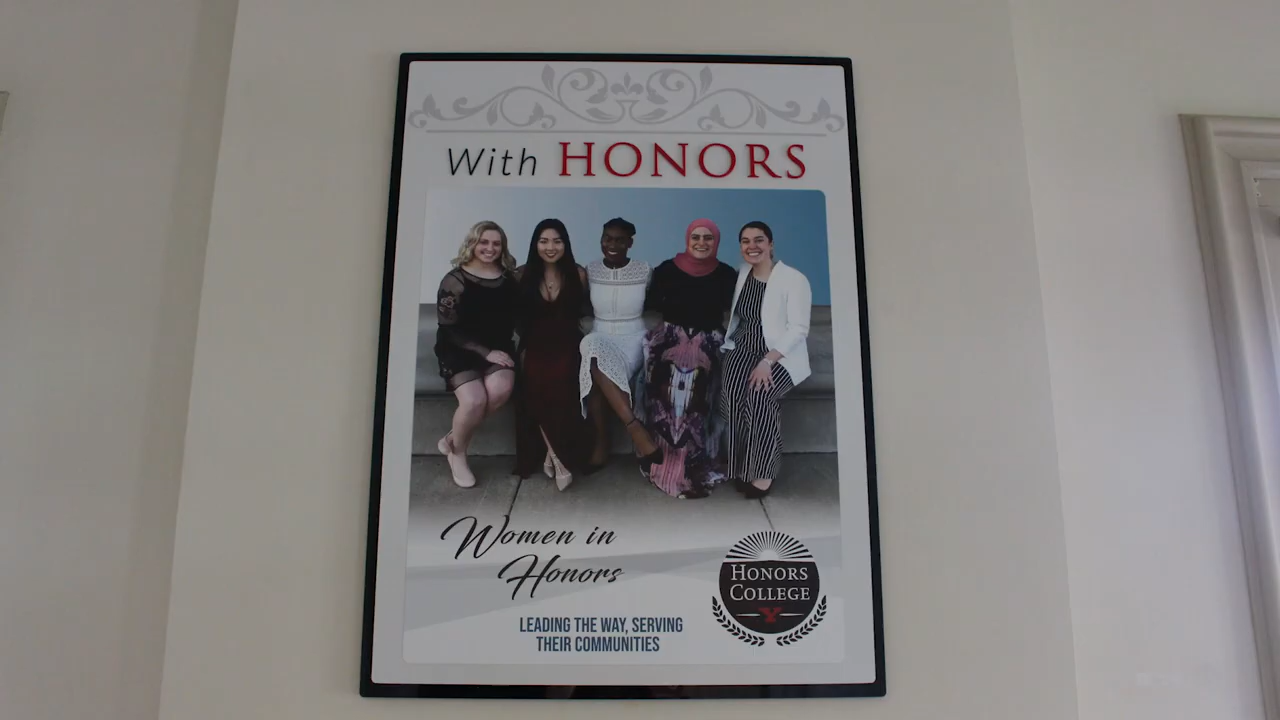 With HONORS
Women in
Honors
HONORS
COLLEGE
Y
LEADING THE WAY, SERVING
THEIR COMMUNITIES